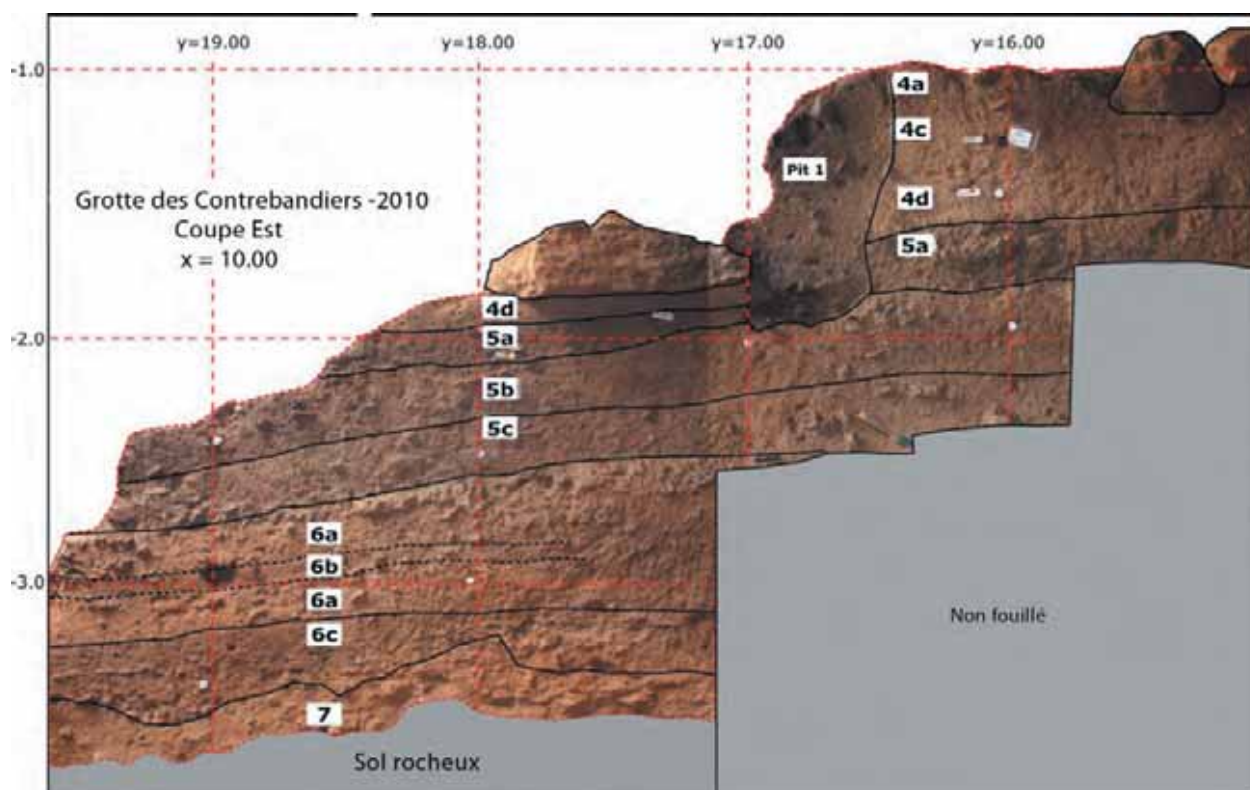 y=19.00
y=18.00
y=17.00
y=16.00
-1.0
4a
4c
Pit 1
Grotte des Contrebandiers -2010
Coupe Est
x = 10.00
4d
5a
4d
-2.0
5a
5b
5c
6a
6b
-3.0
6a
6c
Non fouillé
7
Sol rocheux